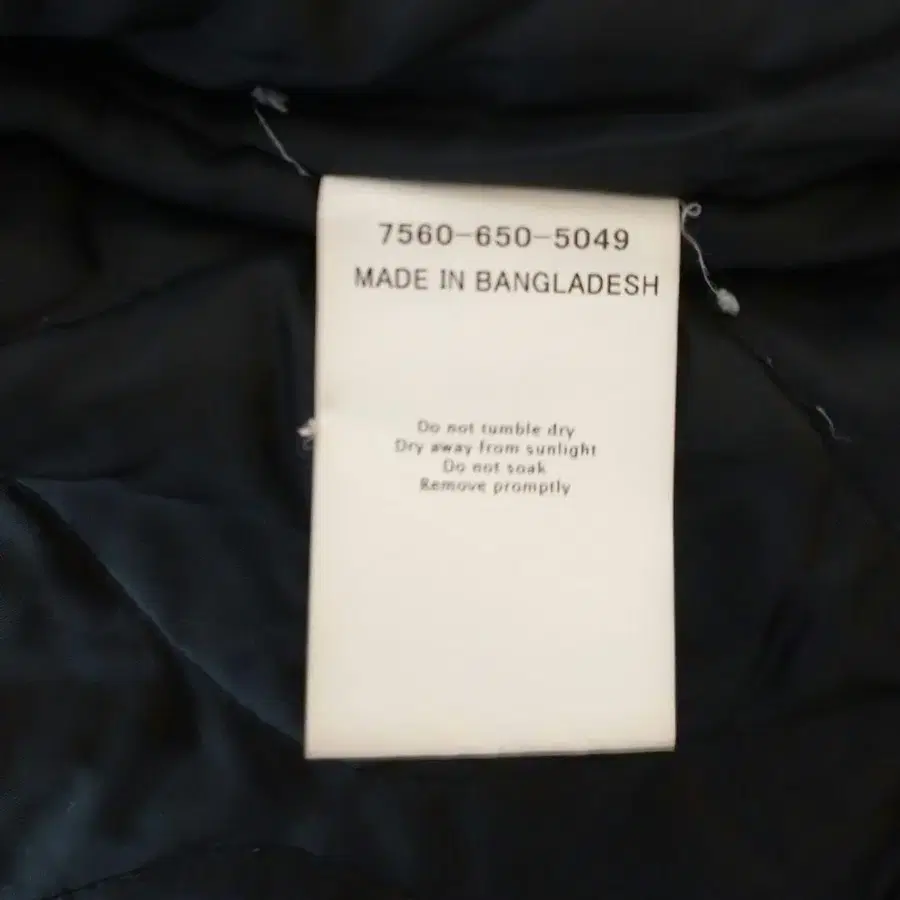 7560-650-5049
MADE IN BANGLADESH
Do not tumble dry
Dry away from sunlight
Do not soak
Remove promptly